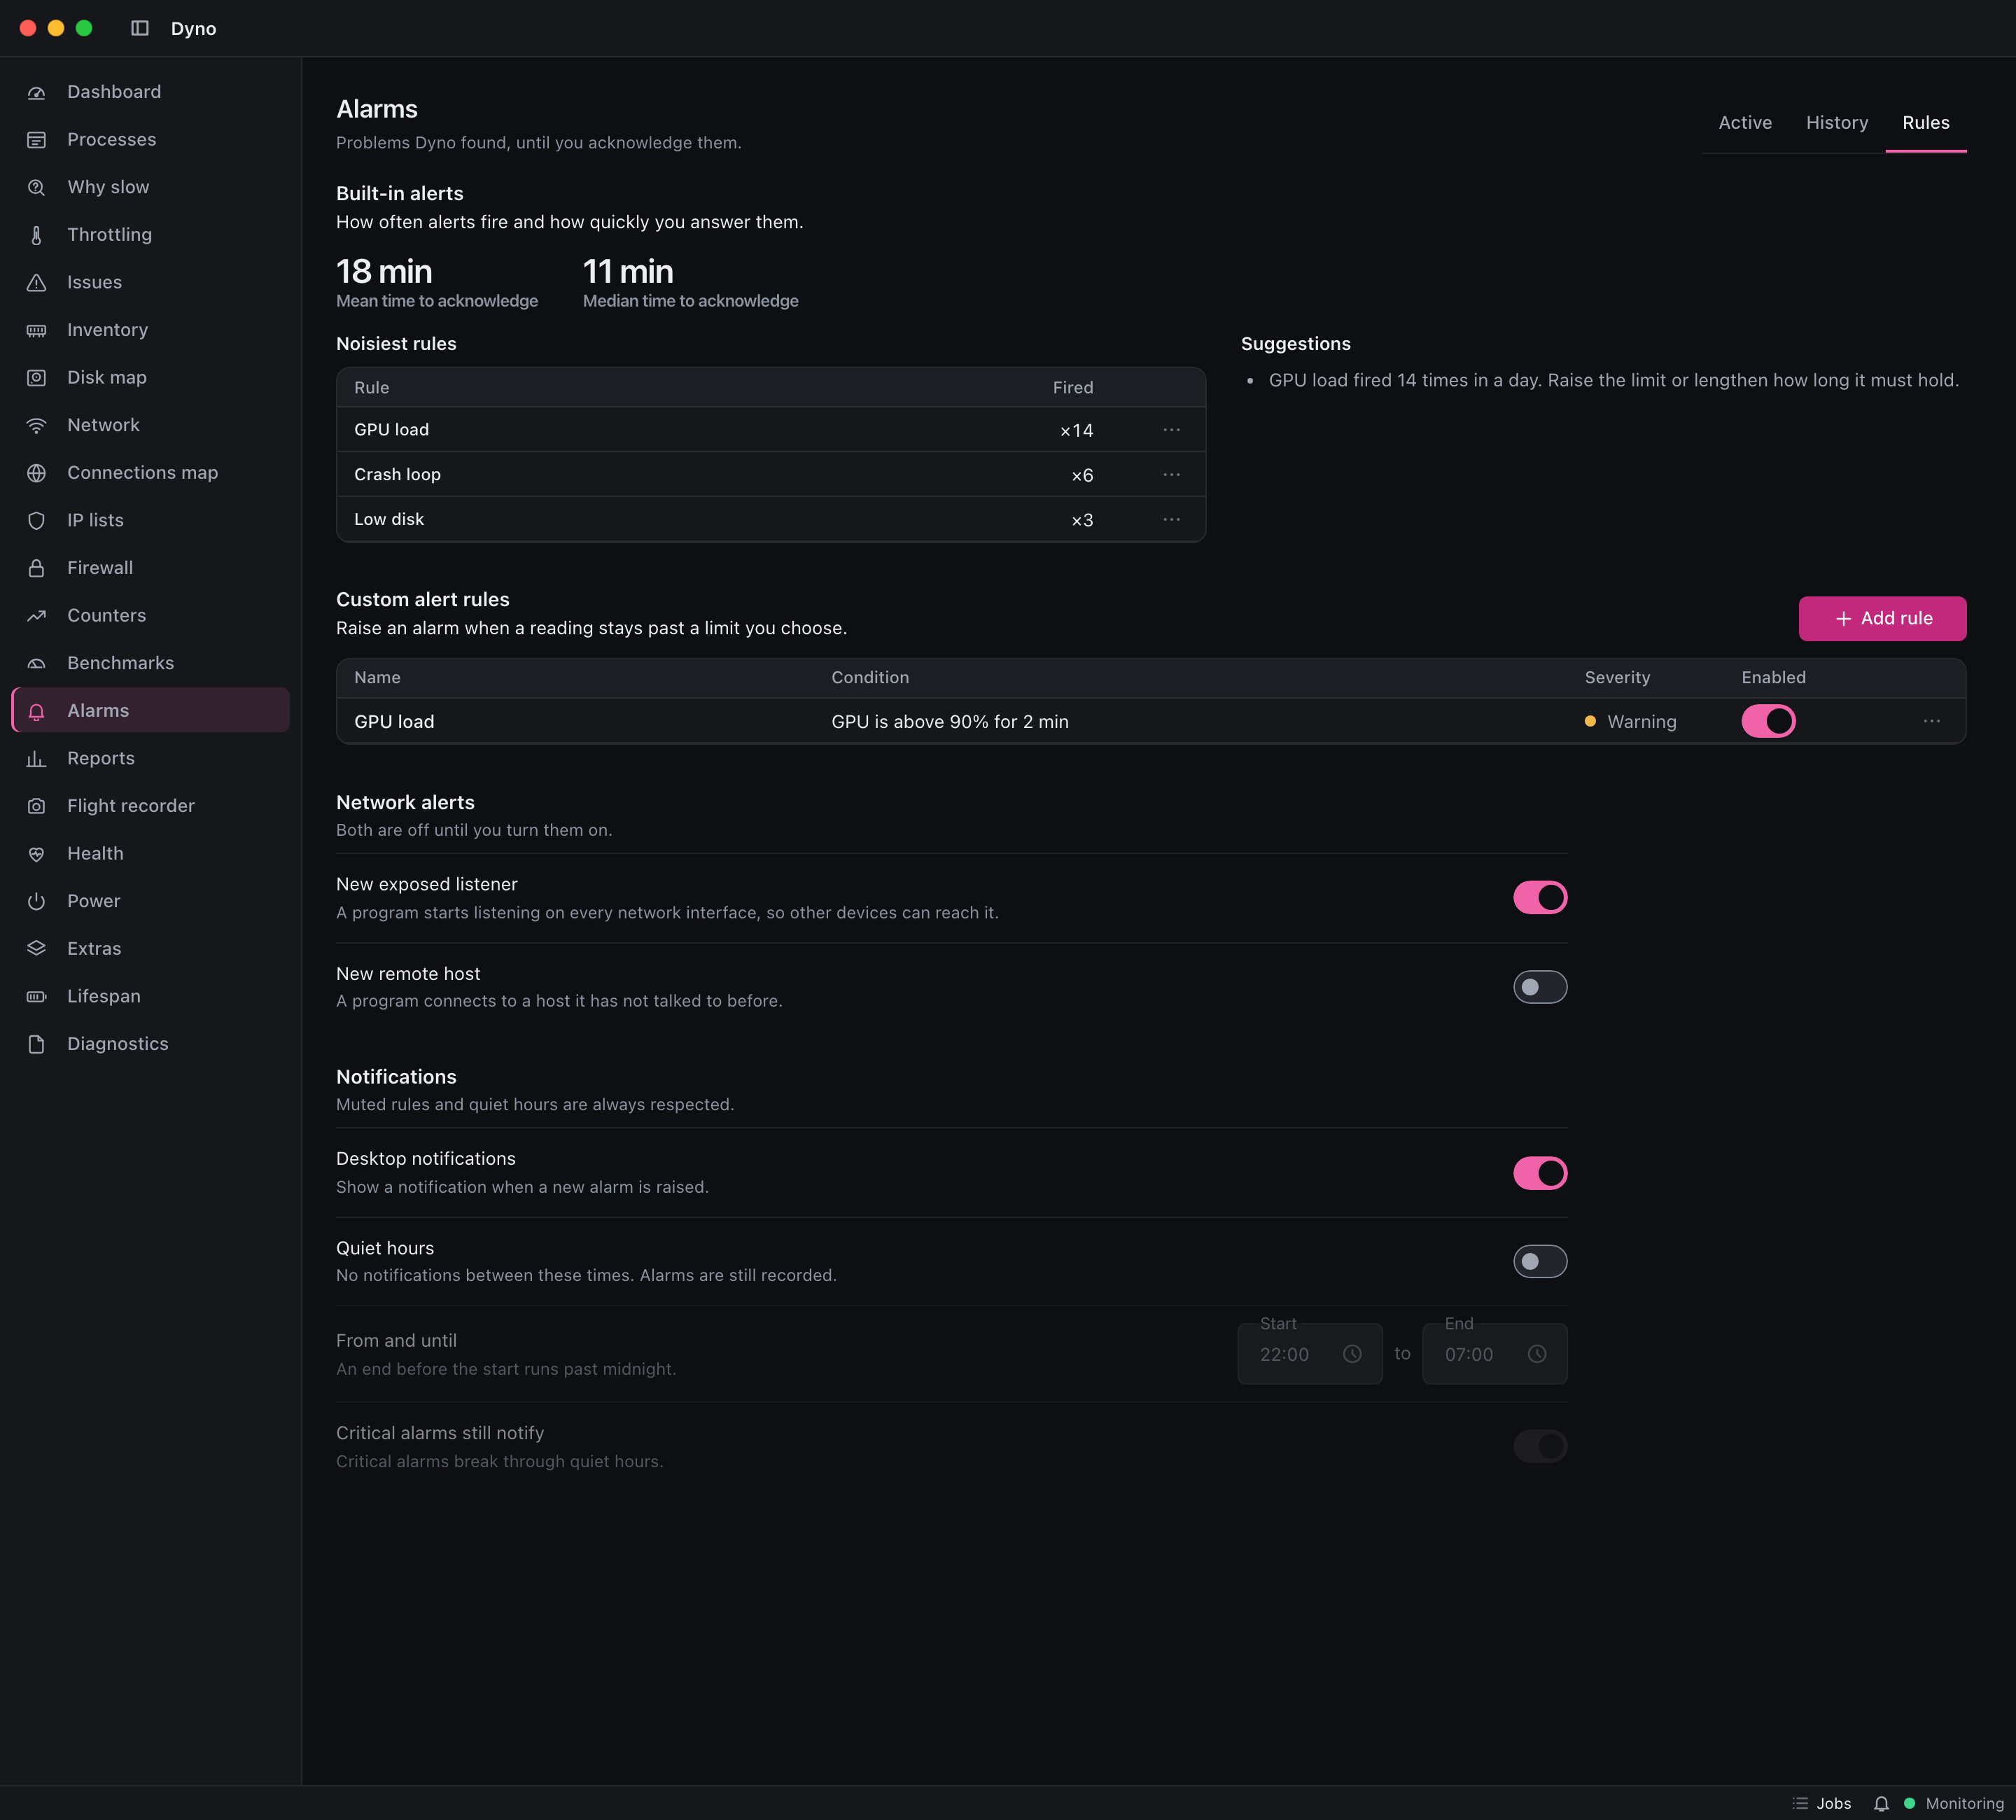 Dyno
Dashboard
Processes
Why slow
Throttling
Issues
Inventory
Disk map
Network
Connections map
IP lists
Firewall
Counters
Benchmarks
Alarms
Reports
Flight recorder
Health
Power
Extras
Lifespan
Diagnostics
Alarms
Problems Dyno found, until you acknowledge them.
Active History Rules
Built-in alerts
How often alerts fire and how quickly you answer them.
18 min 11 min
Mean time to acknowledge Median time to acknowledge
Noisiest rules
Rule Fired
GPU load ×14 ···
Crash loop ×6 ···
Low disk ×3 ···
Suggestions
• GPU load fired 14 times in a day. Raise the limit or lengthen how long it must hold.
Custom alert rules
Raise an alarm when a reading stays past a limit you choose.
+ Add rule
Name Condition Severity Enabled
GPU load GPU is above 90% for 2 min Warning ···
Network alerts
Both are off until you turn them on.
New exposed listener
A program starts listening on every network interface, so other devices can reach it.
New remote host
A program connects to a host it has not talked to before.
Notifications
Muted rules and quiet hours are always respected.
Desktop notifications
Show a notification when a new alarm is raised.
Quiet hours
No notifications between these times. Alarms are still recorded.
From and until
An end before the start runs past midnight.
Start End
22:00 to 07:00
Critical alarms still notify
Critical alarms break through quiet hours.
Jobs Monitoring